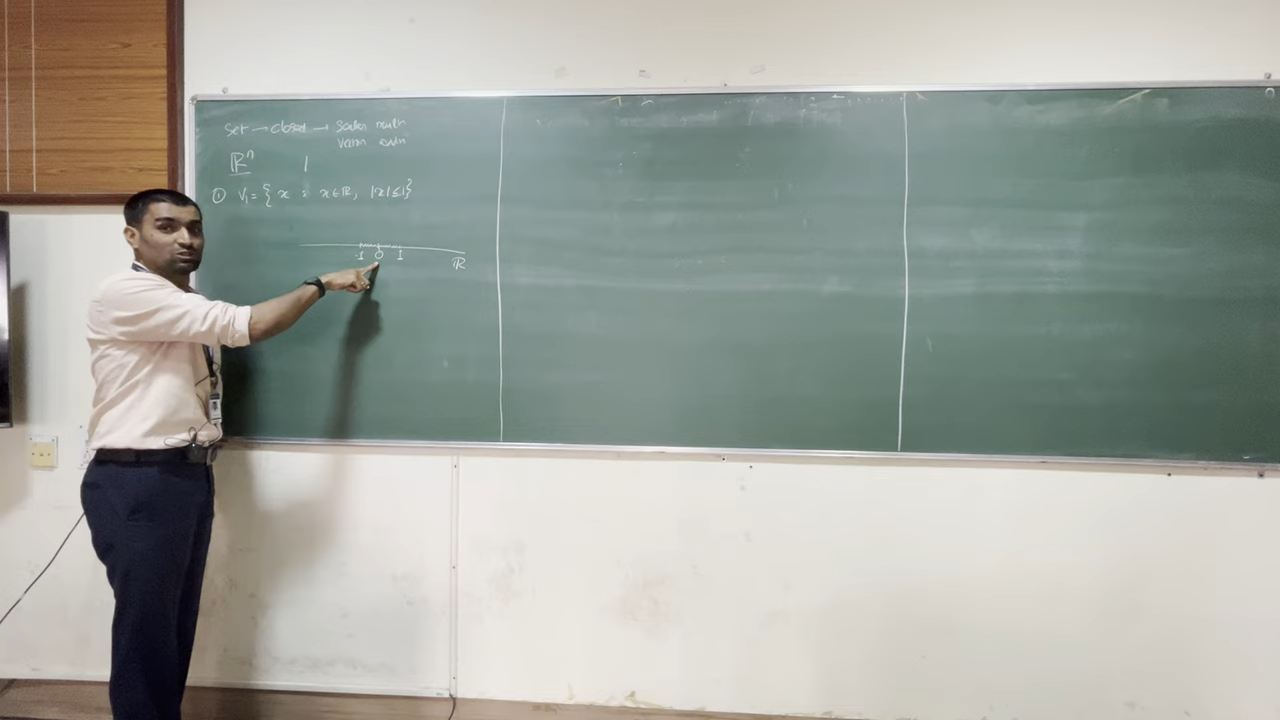 Set → closed →
ℝⁿ
① V₁ = { x : x ∈ ℝ, |x| ≤ 1 }
-1 0 1
ℝ